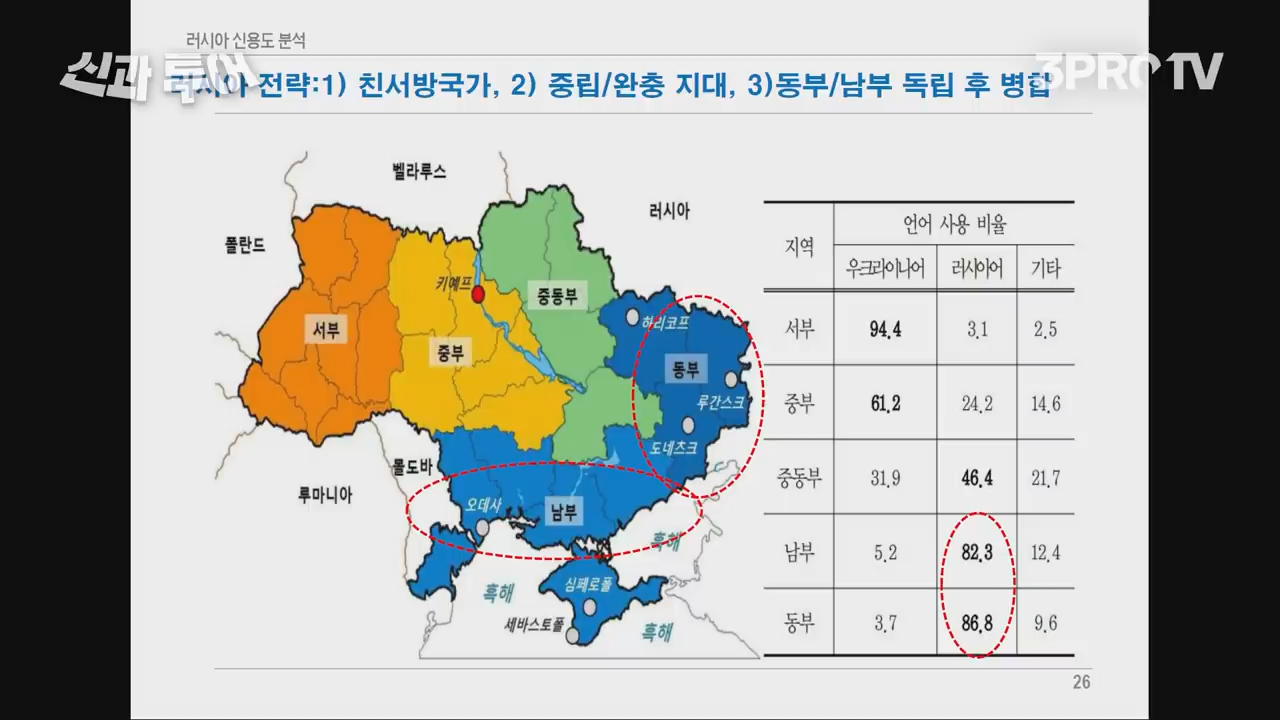 러시아 신용도 분석
신과 투어
3PRO TV
러시아 전략:1) 친서방국가, 2) 중립/완충 지대, 3)동부/남부 독립 후 병합
벨라루스
러시아
폴란드
키예프
중동부
서부
중부
하리코프
동부
루간스크
도네츠크
몰도바
루마니아
오데사
남부
흑해
흑해
심페로폴
세바스토폴
흑해
지역 언어 사용 비율
우크라이나어 러시아어 기타
서부 94.4 3.1 2.5
중부 61.2 24.2 14.6
중동부 31.9 46.4 21.7
남부 5.2 82.3 12.4
동부 3.7 86.8 9.6
26